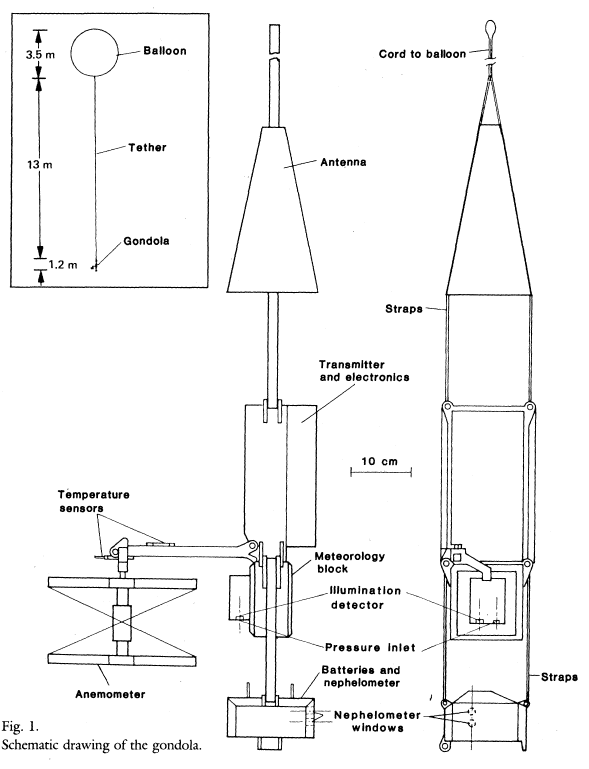 3.5 m
Balloon
13 m
Tether
Gondola
1.2 m
Cord to balloon
Antenna
Straps
Transmitter
and electronics
10 cm
Temperature
sensors
Meteorology
block
Illumination
detector
Pressure inlet
Anemometer
Batteries and
nephelometer
Straps
Nephelometer
windows
Fig. 1.
Schematic drawing of the gondola.